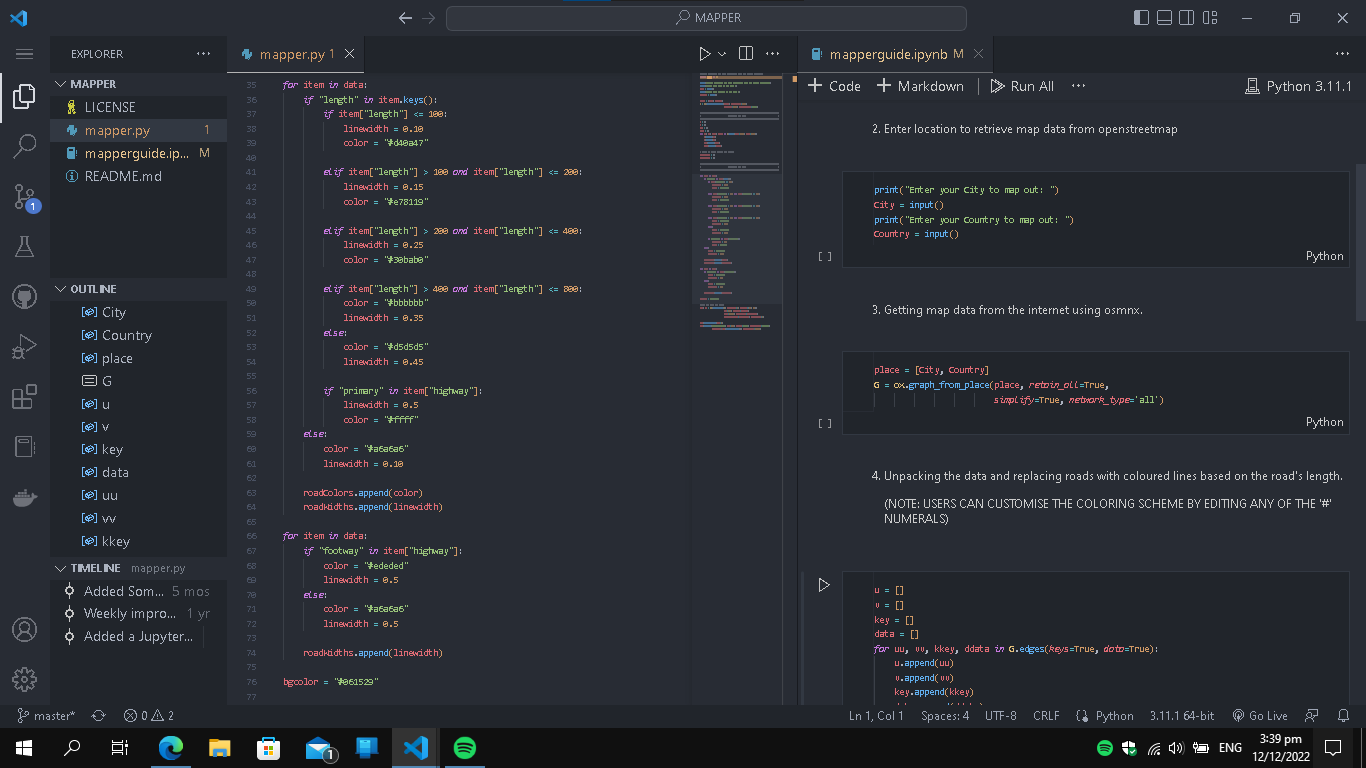 MAPPER
EXPLORER
MAPPER
LICENSE
mapper.py 1
mapperguide.ip... M
README.md
OUTLINE
City
Country
place
G
u
v
key
data
uu
vv
kkey
TIMELINE mapper.py
Added Som... 5 mos
Weekly impro... 1 yr
Added a Jupyter...
1
mapper.py 1
35 for item in data:
36 if "length" in item.keys():
37 if item["length"] <= 100:
38 linewidth = 0.10
39 color = "#d40a47"
40
41 elif item["length"] > 100 and item["length"] <= 200:
42 linewidth = 0.15
43 color = "#e78119"
44
45 elif item["length"] > 200 and item["length"] <= 400:
46 linewidth = 0.25
47 color = "#30bab0"
48
49 elif item["length"] > 400 and item["length"] <= 800:
50 color = "#bbbbbb"
51 linewidth = 0.35
52 else:
53 color = "#d5d5d5"
54 linewidth = 0.45
55
56 if "primary" in item["highway"]:
57 linewidth = 0.5
58 color = "#ffff"
59 else:
60 color = "#a6a6a6"
61 linewidth = 0.10
62
63 roadColors.append(color)
64 roadWidths.append(linewidth)
65
66 for item in data:
67 if "footway" in item["highway"]:
68 color = "#ededed"
69 linewidth = 0.5
70 else:
71 color = "#a6a6a6"
72 linewidth = 0.5
73
74 roadWidths.append(linewidth)
75
76 bgcolor = "#061529"
77
mapperguide.ipynb M
Code Markdown Run All Python 3.11.1
2. Enter location to retrieve map data from openstreetmap
print("Enter your City to map out: ")
City = input()
print("Enter your Country to map out: ")
Country = input()
[ ] Python
3. Getting map data from the internet using osmnx.
place = [City, Country]
G = ox.graph_from_place(place, retain_all=True,
simplify=True, network_type='all')
[ ] Python
4. Unpacking the data and replacing roads with coloured lines based on the road's length.
(NOTE: USERS CAN CUSTOMISE THE COLORING SCHEME BY EDITING ANY OF THE '#'
NUMERALS)
u = []
v = []
key = []
data = []
for uu, vv, kkey, ddata in G.edges(keys=True, data=True):
u.append(uu)
v.append(vv)
key.append(kkey)
master* 0 2 Ln 1, Col 1 Spaces: 4 UTF-8 CRLF Python 3.11.1 64-bit Go Live
1 ENG 3:39 pm
12/12/2022